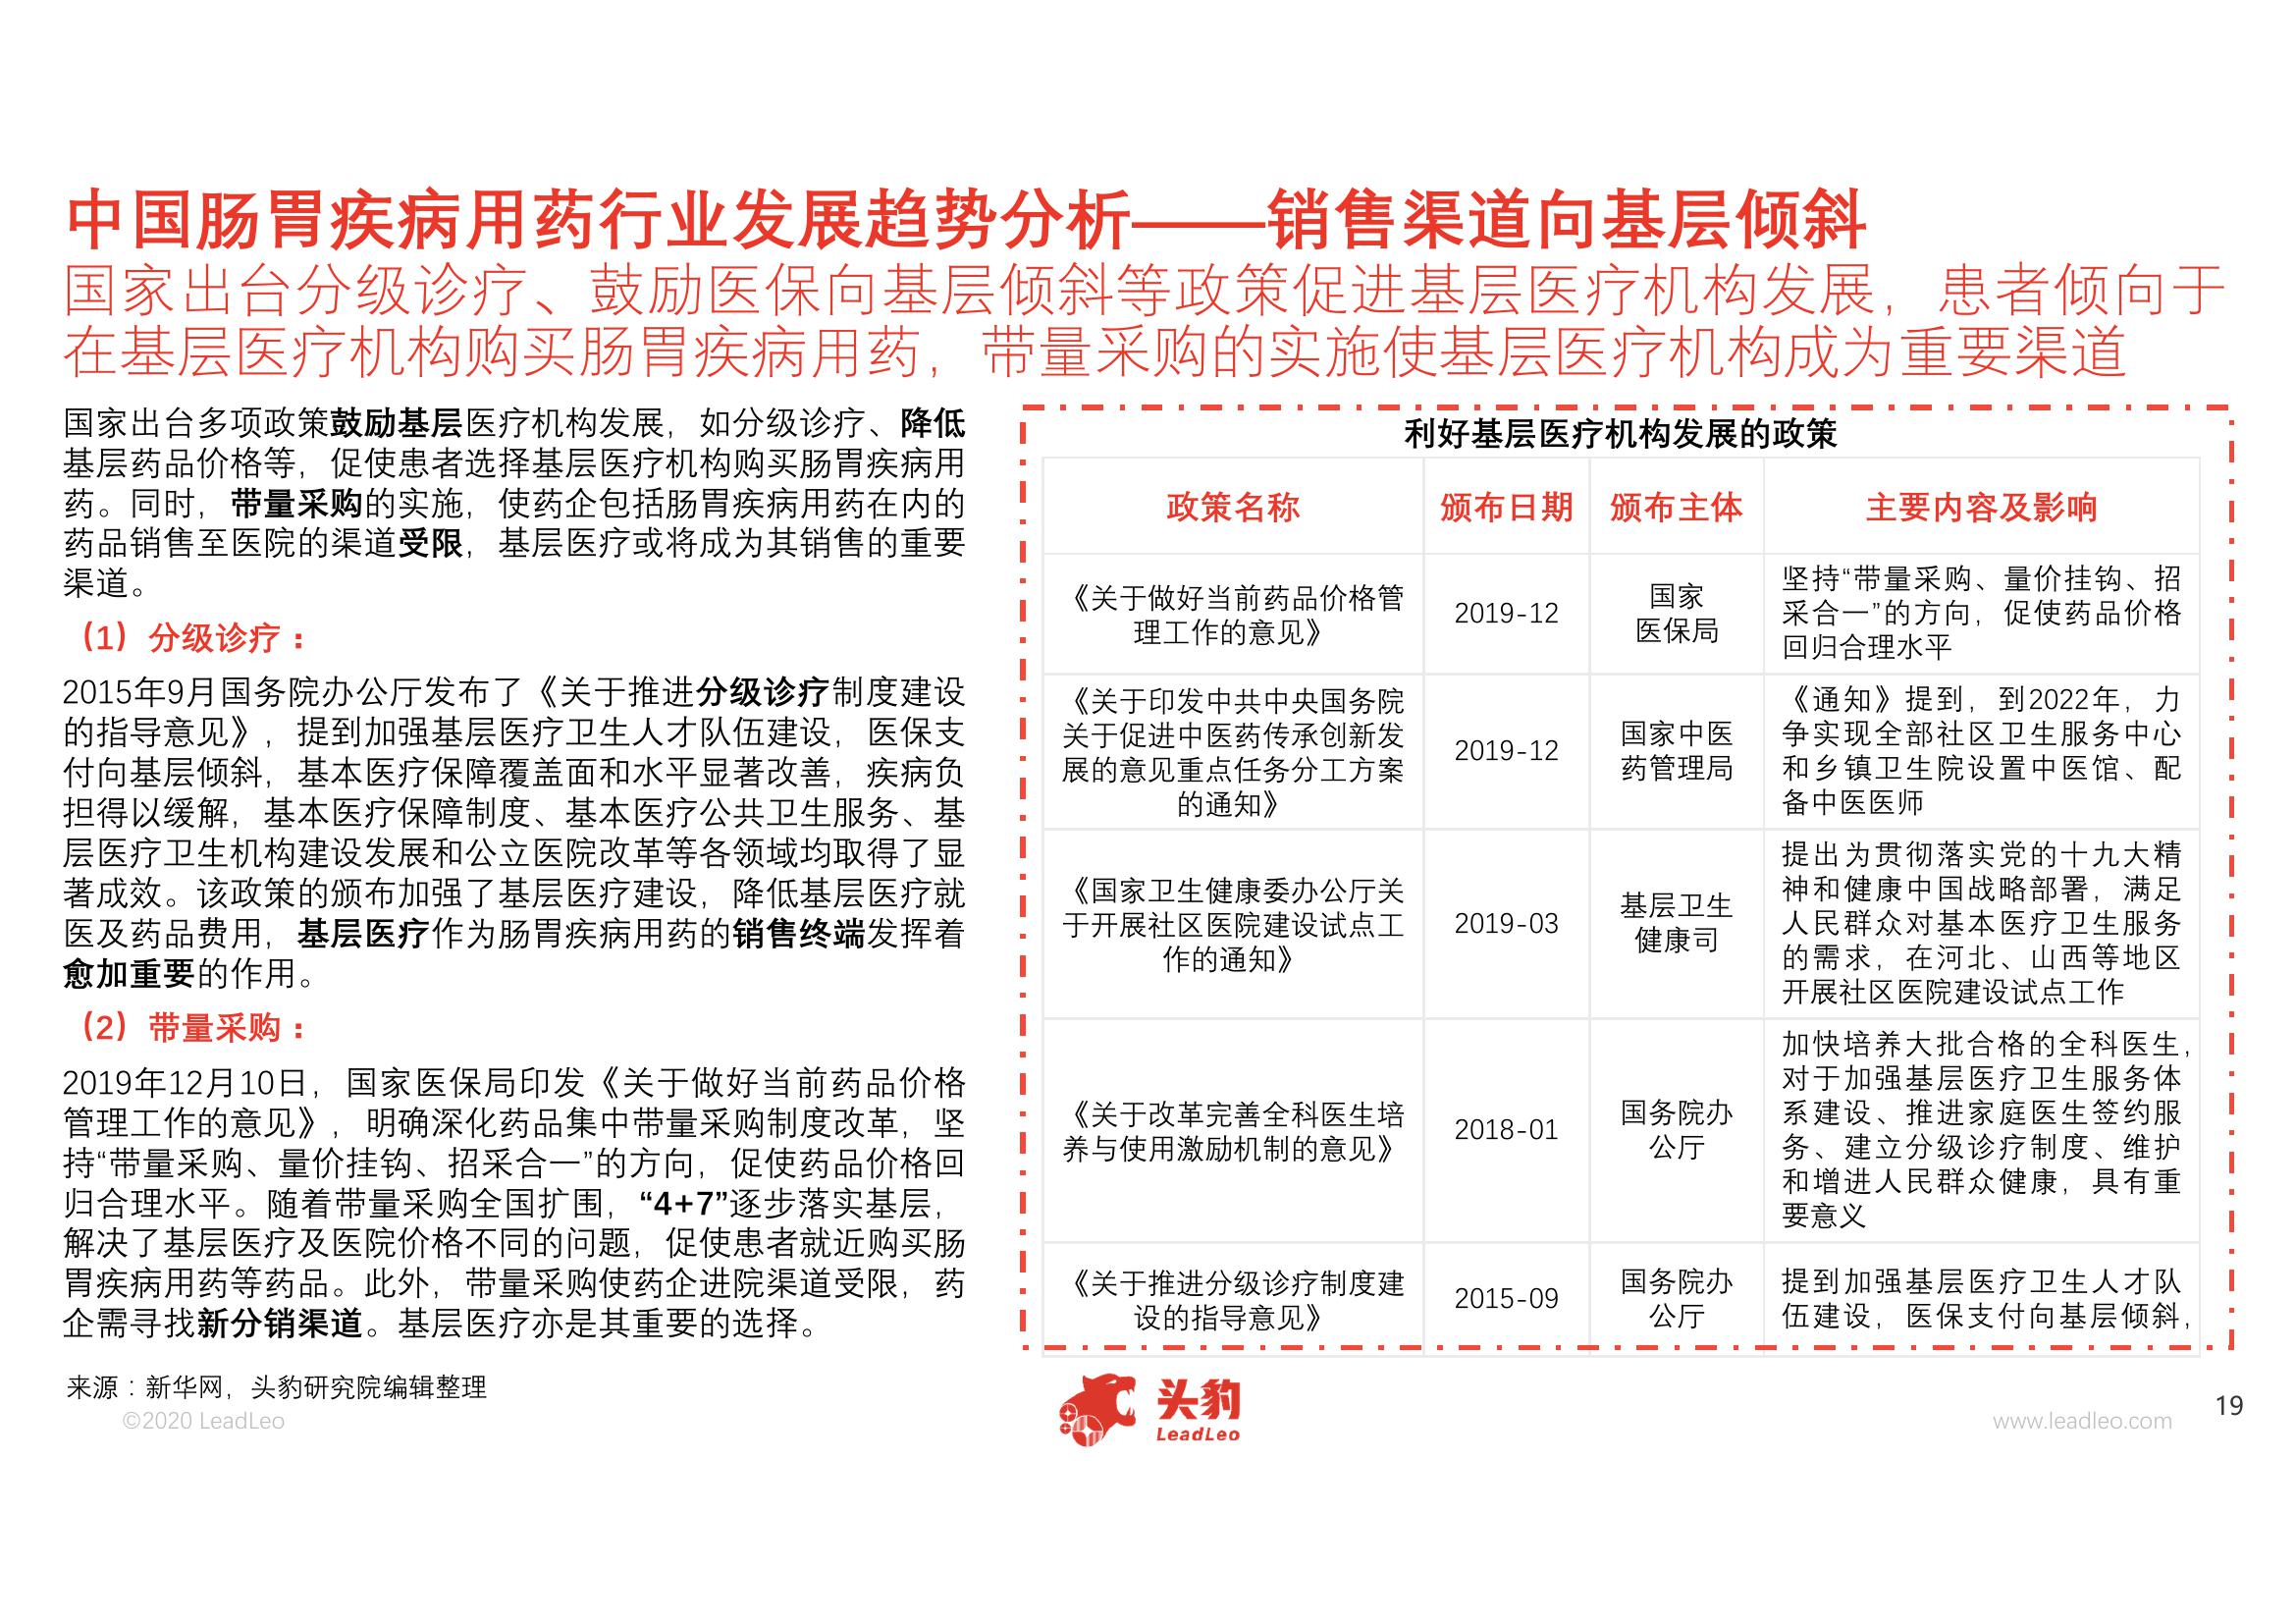 中国肠胃疾病用药行业发展趋势分析——销售渠道向基层倾斜
国家出台分级诊疗、鼓励医保向基层倾斜等政策促进基层医疗机构发展，患者倾向于
在基层医疗机构购买肠胃疾病用药，带量采购的实施使基层医疗机构成为重要渠道
国家出台多项政策鼓励基层医疗机构发展，如分级诊疗、降低
基层药品价格等，促使患者选择基层医疗机构购买肠胃疾病用
药。同时，带量采购的实施，使药企包括肠胃疾病用药在内的
药品销售至医院的渠道受限，基层医疗或将成为其销售的重要
渠道。
（1）分级诊疗：
2015年9月国务院办公厅发布了《关于推进分级诊疗制度建设
的指导意见》，提到加强基层医疗卫生人才队伍建设，医保支
付向基层倾斜，基本医疗保障覆盖面和水平显著改善，疾病负
担得以缓解，基本医疗保障制度、基本医疗公共卫生服务、基
层医疗卫生机构建设发展和公立医院改革等各领域均取得了显
著成效。该政策的颁布加强了基层医疗建设，降低基层医疗就
医及药品费用，基层医疗作为肠胃疾病用药的销售终端发挥着
愈加重要的作用。
（2）带量采购：
2019年12月10日，国家医保局印发《关于做好当前药品价格
管理工作的意见》，明确深化药品集中带量采购制度改革，坚
持“带量采购、量价挂钩、招采合一”的方向，促使药品价格回
归合理水平。随着带量采购全国扩围，“4+7”逐步落实基层，
解决了基层医疗及医院价格不同的问题，促使患者就近购买肠
胃疾病用药等药品。此外，带量采购使药企进院渠道受限，药
企需寻找新分销渠道。基层医疗亦是其重要的选择。
利好基层医疗机构发展的政策
政策名称 颁布日期 颁布主体 主要内容及影响
《关于做好当前药品价格管
理工作的意见》
2019-12
国家
医保局
坚持“带量采购、量价挂钩、招
采合一”的方向，促使药品价格
回归合理水平
《关于印发中共中央国务院
关于促进中医药传承创新发
展的意见重点任务分工方案
的通知》
2019-12
国家中医
药管理局
《通知》提到，到2022年，力
争实现全部社区卫生服务中心
和乡镇卫生院设置中医馆、配
备中医医师
《国家卫生健康委办公厅关
于开展社区医院建设试点工
作的通知》
2019-03
基层卫生
健康司
提出为贯彻落实党的十九大精
神和健康中国战略部署，满足
人民群众对基本医疗卫生服务
的需求，在河北、山西等地区
开展社区医院建设试点工作
《关于改革完善全科医生培
养与使用激励机制的意见》
2018-01
国务院办
公厅
加快培养大批合格的全科医生，
对于加强基层医疗卫生服务体
系建设、推进家庭医生签约服
务、建立分级诊疗制度、维护
和增进人民群众健康，具有重
要意义
《关于推进分级诊疗制度建
设的指导意见》
2015-09
国务院办
公厅
提到加强基层医疗卫生人才队
伍建设，医保支付向基层倾斜，
来源：新华网，头豹研究院编辑整理
©2020 LeadLeo
头豹
LeadLeo
www.leadleo.com
19